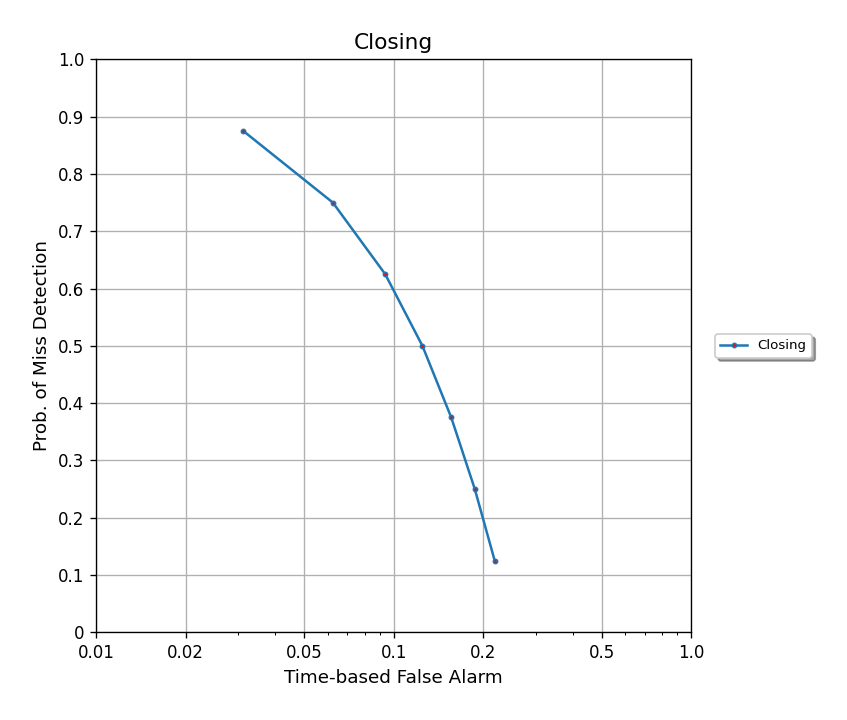 Closing
1.0
0.9
0.8
0.7
0.6
0.5
0.4
0.3
0.2
0.1
0
Prob. of Miss Detection
0.01 0.02 0.05 0.1 0.2 0.5 1.0
Time-based False Alarm
Closing